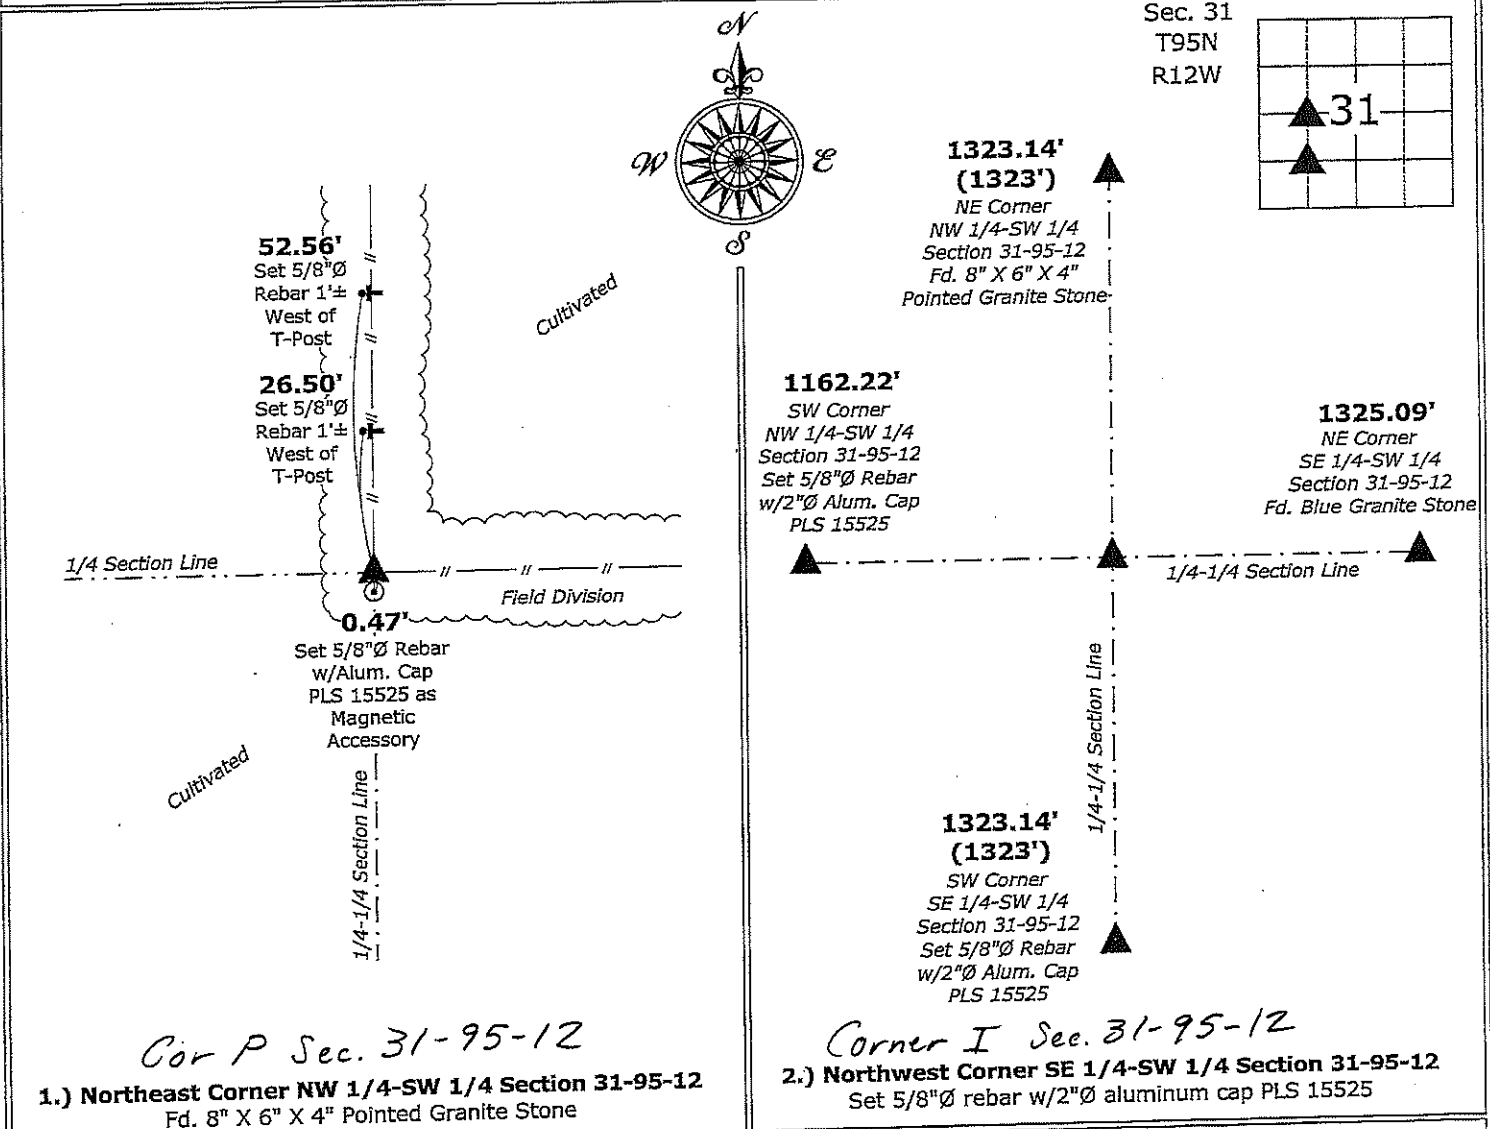 Sec. 31
T95N
R12W
31
N
W
E
S
52.56'
Set 5/8"Ø
Rebar 1'±
West of
T-Post
26.50'
Set 5/8"Ø
Rebar 1'±
West of
T-Post
Cultivated
1/4 Section Line
Field Division
0.47'
Set 5/8"Ø Rebar
w/Alum. Cap
PLS 15525 as
Magnetic
Accessory
Cultivated
1/4-1/4 Section Line
Cor P Sec. 31-95-12
1.) Northeast Corner NW 1/4-SW 1/4 Section 31-95-12
Fd. 8" X 6" X 4" Pointed Granite Stone
1323.14'
(1323')
NE Corner
NW 1/4-SW 1/4
Section 31-95-12
Fd. 8" X 6" X 4"
Pointed Granite Stone
1162.22'
SW Corner
NW 1/4-SW 1/4
Section 31-95-12
Set 5/8"Ø Rebar
w/2"Ø Alum. Cap
PLS 15525
1325.09'
NE Corner
SE 1/4-SW 1/4
Section 31-95-12
Fd. Blue Granite Stone
1/4-1/4 Section Line
1/4-1/4 Section Line
1323.14'
(1323')
SW Corner
SE 1/4-SW 1/4
Section 31-95-12
Set 5/8"Ø Rebar
w/2"Ø Alum. Cap
PLS 15525
Corner I Sec. 31-95-12
2.) Northwest Corner SE 1/4-SW 1/4 Section 31-95-12
Set 5/8"Ø rebar w/2"Ø aluminum cap PLS 15525